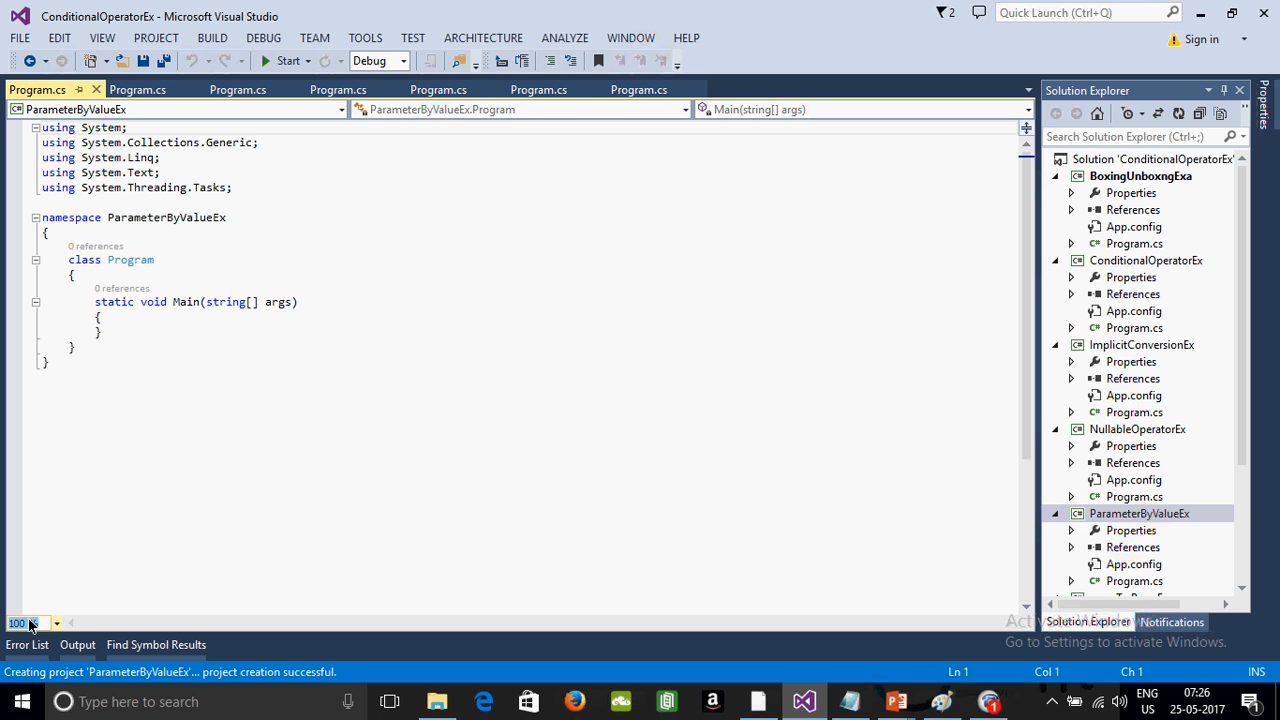 ConditionalOperatorEx - Microsoft Visual Studio
2
Quick Launch (Ctrl+Q)
FILE EDIT VIEW PROJECT BUILD DEBUG TEAM TOOLS TEST ARCHITECTURE ANALYZE WINDOW HELP
Sign in
Start
Debug
Program.cs Program.cs Program.cs Program.cs Program.cs Program.cs Program.cs
ParameterByValueEx
ParameterByValueEx.Program
Main(string[] args)
using System;
using System.Collections.Generic;
using System.Linq;
using System.Text;
using System.Threading.Tasks;
namespace ParameterByValueEx
{
0 references
class Program
{
0 references
static void Main(string[] args)
{
}
}
}
100 %
Error List Output Find Symbol Results
Creating project 'ParameterByValueEx'... project creation successful.
Ln 1 Col 1 Ch 1 INS
Solution Explorer
Search Solution Explorer (Ctrl+;)
Solution 'ConditionalOperatorEx'
BoxingUnboxngExa
Properties
References
App.config
Program.cs
ConditionalOperatorEx
Properties
References
App.config
Program.cs
ImplicitConversionEx
Properties
References
App.config
Program.cs
NullableOperatorEx
Properties
References
App.config
Program.cs
ParameterByValueEx
Properties
References
App.config
Program.cs
Solution Explorer Notifications
Properties
Activate Windows
Go to Settings to activate Windows.
Type here to search
ENG
US
07:26
25-05-2017
1